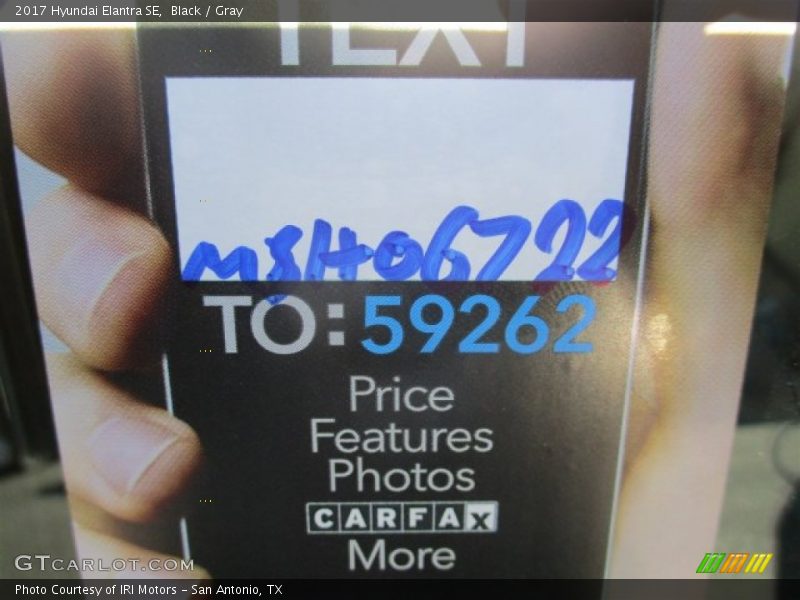 2017 Hyundai Elantra SE,  Black / Gray
TEXT
MSH06722
TO: 59262
Price
Features
Photos
CARFAX
More
GTCARLOT.COM
Photo Courtesy of IRI Motors - San Antonio, TX